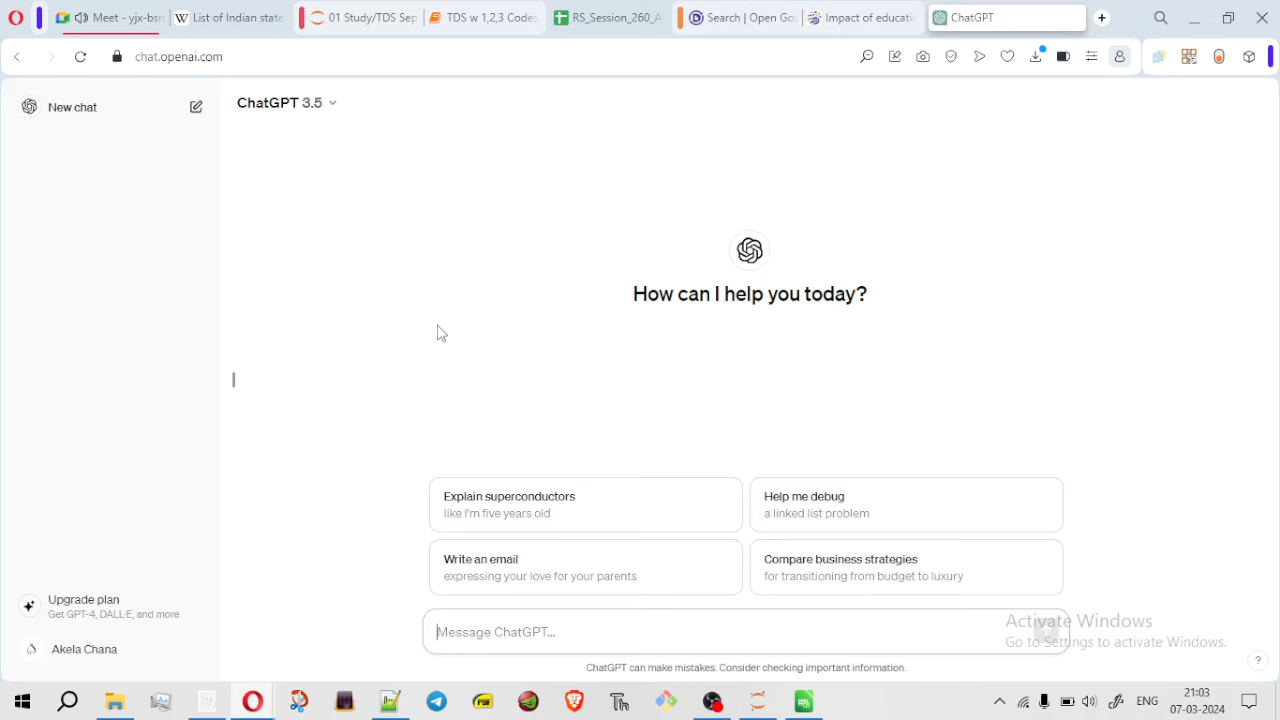 Meet - yjx-bsn
List of Indian state
01 Study/TDS Sep
TDS w 1,2,3 Codes
RS_Session_260_A
Search | Open Go
Impact of educati
ChatGPT
chat.openai.com
New chat
ChatGPT 3.5
How can I help you today?
Explain superconductors
like I'm five years old
Help me debug
a linked list problem
Write an email
expressing your love for your parents
Compare business strategies
for transitioning from budget to luxury
Upgrade plan
Get GPT-4, DALL·E, and more
Akela Chana
Message ChatGPT...
Activate Windows
Go to Settings to activate Windows.
ChatGPT can make mistakes. Consider checking important information.
?
ENG
21:03
07-03-2024